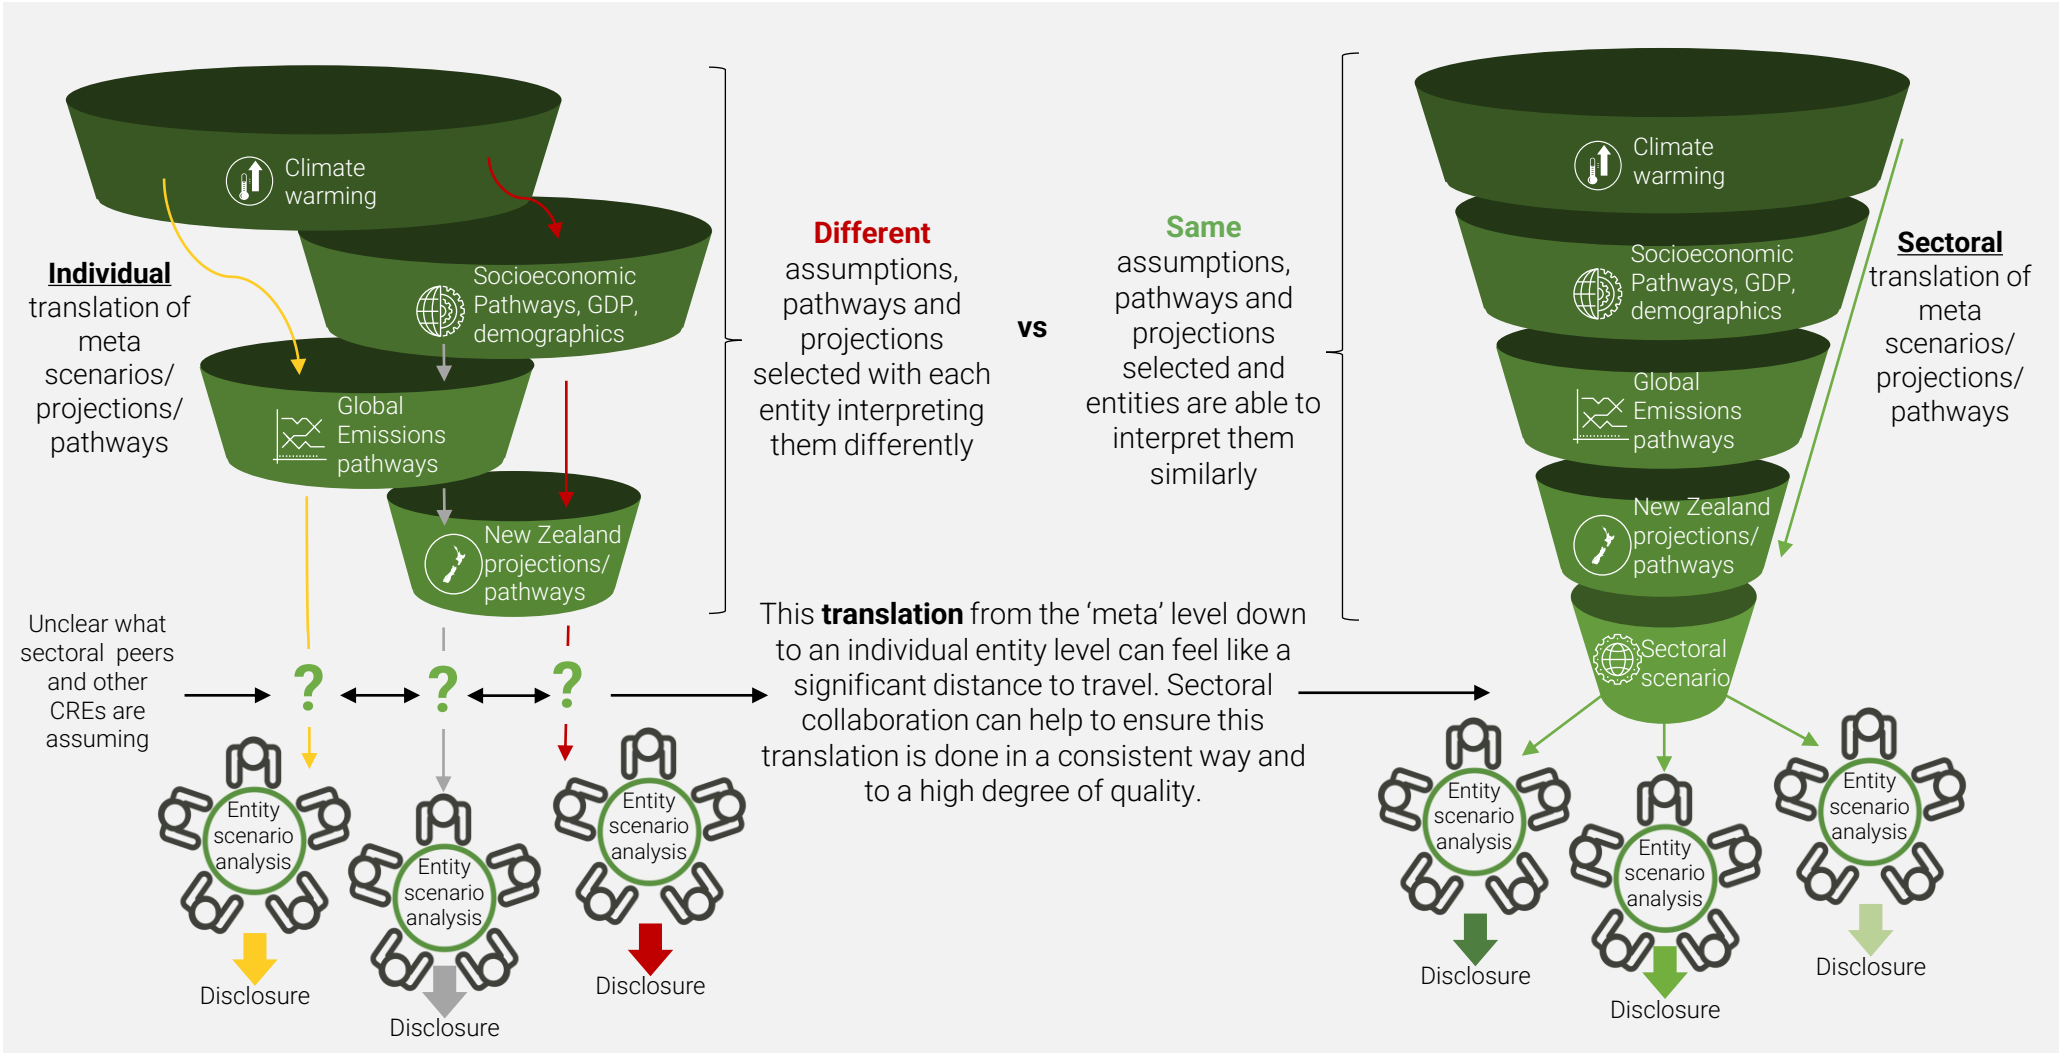 Climate
warming
Socioeconomic
Pathways, GDP,
demographics
Global
Emissions
pathways
New Zealand
projections/
pathways
Individual
translation of
meta
scenarios/
projections/
pathways
Unclear what
sectoral peers
and other
CREs are
assuming
?
?
?
Entity
scenario
analysis
Disclosure
Entity
scenario
analysis
Disclosure
Entity
scenario
analysis
Disclosure
Different
assumptions,
pathways and
projections
selected with each
entity interpreting
them differently
vs
Same
assumptions,
pathways and
projections
selected and
entities are able to
interpret them
similarly
This translation from the ‘meta’ level down
to an individual entity level can feel like a
significant distance to travel. Sectoral
collaboration can help to ensure this
translation is done in a consistent way and
to a high degree of quality.
Climate
warming
Socioeconomic
Pathways, GDP,
demographics
Global
Emissions
pathways
New Zealand
projections/
pathways
Sectoral
scenario
Sectoral
translation of
meta
scenarios/
projections/
pathways
Entity
scenario
analysis
Disclosure
Entity
scenario
analysis
Disclosure
Entity
scenario
analysis
Disclosure